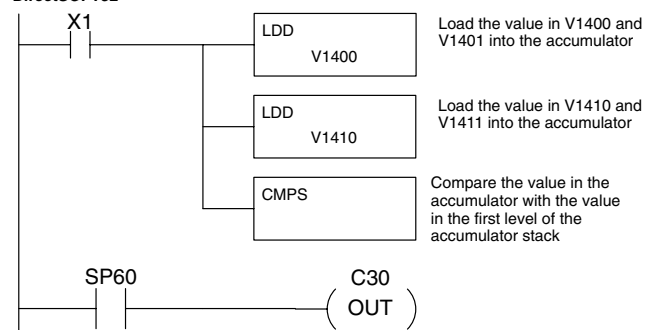 X1
LDD
V1400
Load the value in V1400 and
V1401 into the accumulator
LDD
V1410
Load the value in V1410 and
V1411 into the accumulator
CMPS
Compare the value in the
accumulator with the value
in the first level of the
accumulator stack
SP60
C30
OUT